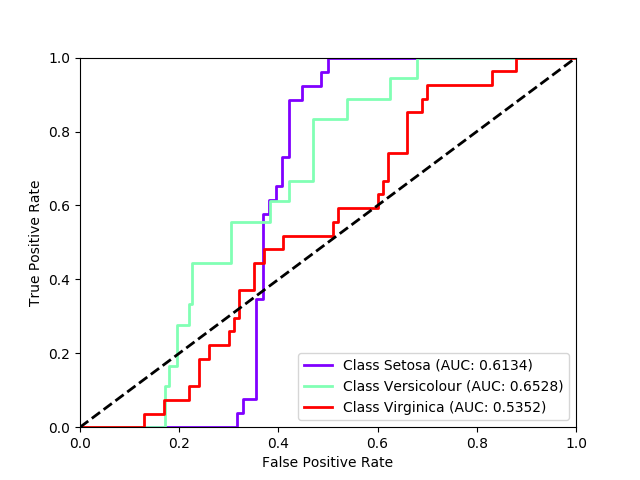 1.0
0.8
0.6
0.4
0.2
0.0
True Positive Rate
Class Setosa (AUC: 0.6134)
Class Versicolour (AUC: 0.6528)
Class Virginica (AUC: 0.5352)
0.0 0.2 0.4 0.6 0.8 1.0
False Positive Rate